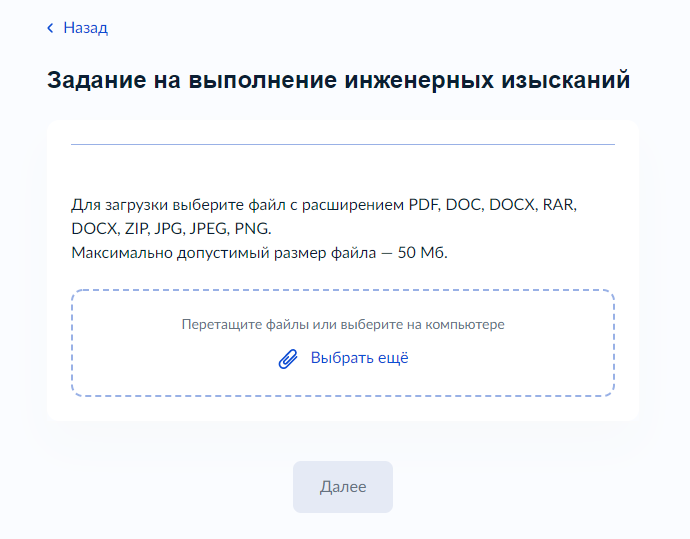 Назад
Задание на выполнение инженерных изысканий
Для загрузки выберите файл с расширением PDF, DOC, DOCX, RAR,
DOCX, ZIP, JPG, JPEG, PNG.
Максимально допустимый размер файла — 50 Мб.
Перетащите файлы или выберите на компьютере
Выбрать ещё
Далее